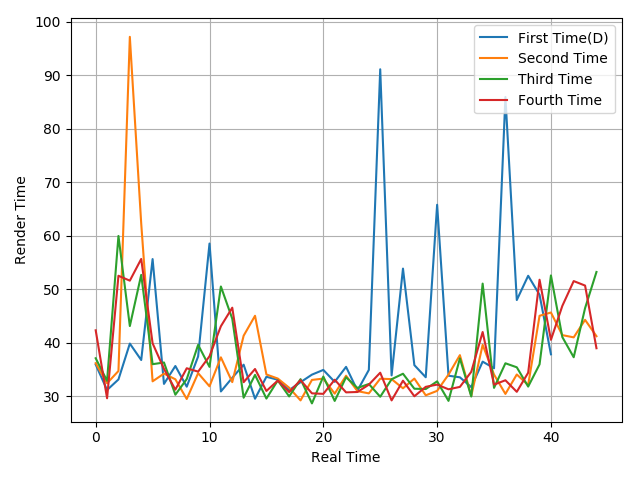 First Time(D)
Second Time
Third Time
Fourth Time
Render Time
100
90
80
70
60
50
40
30
0 10 20 30 40
Real Time